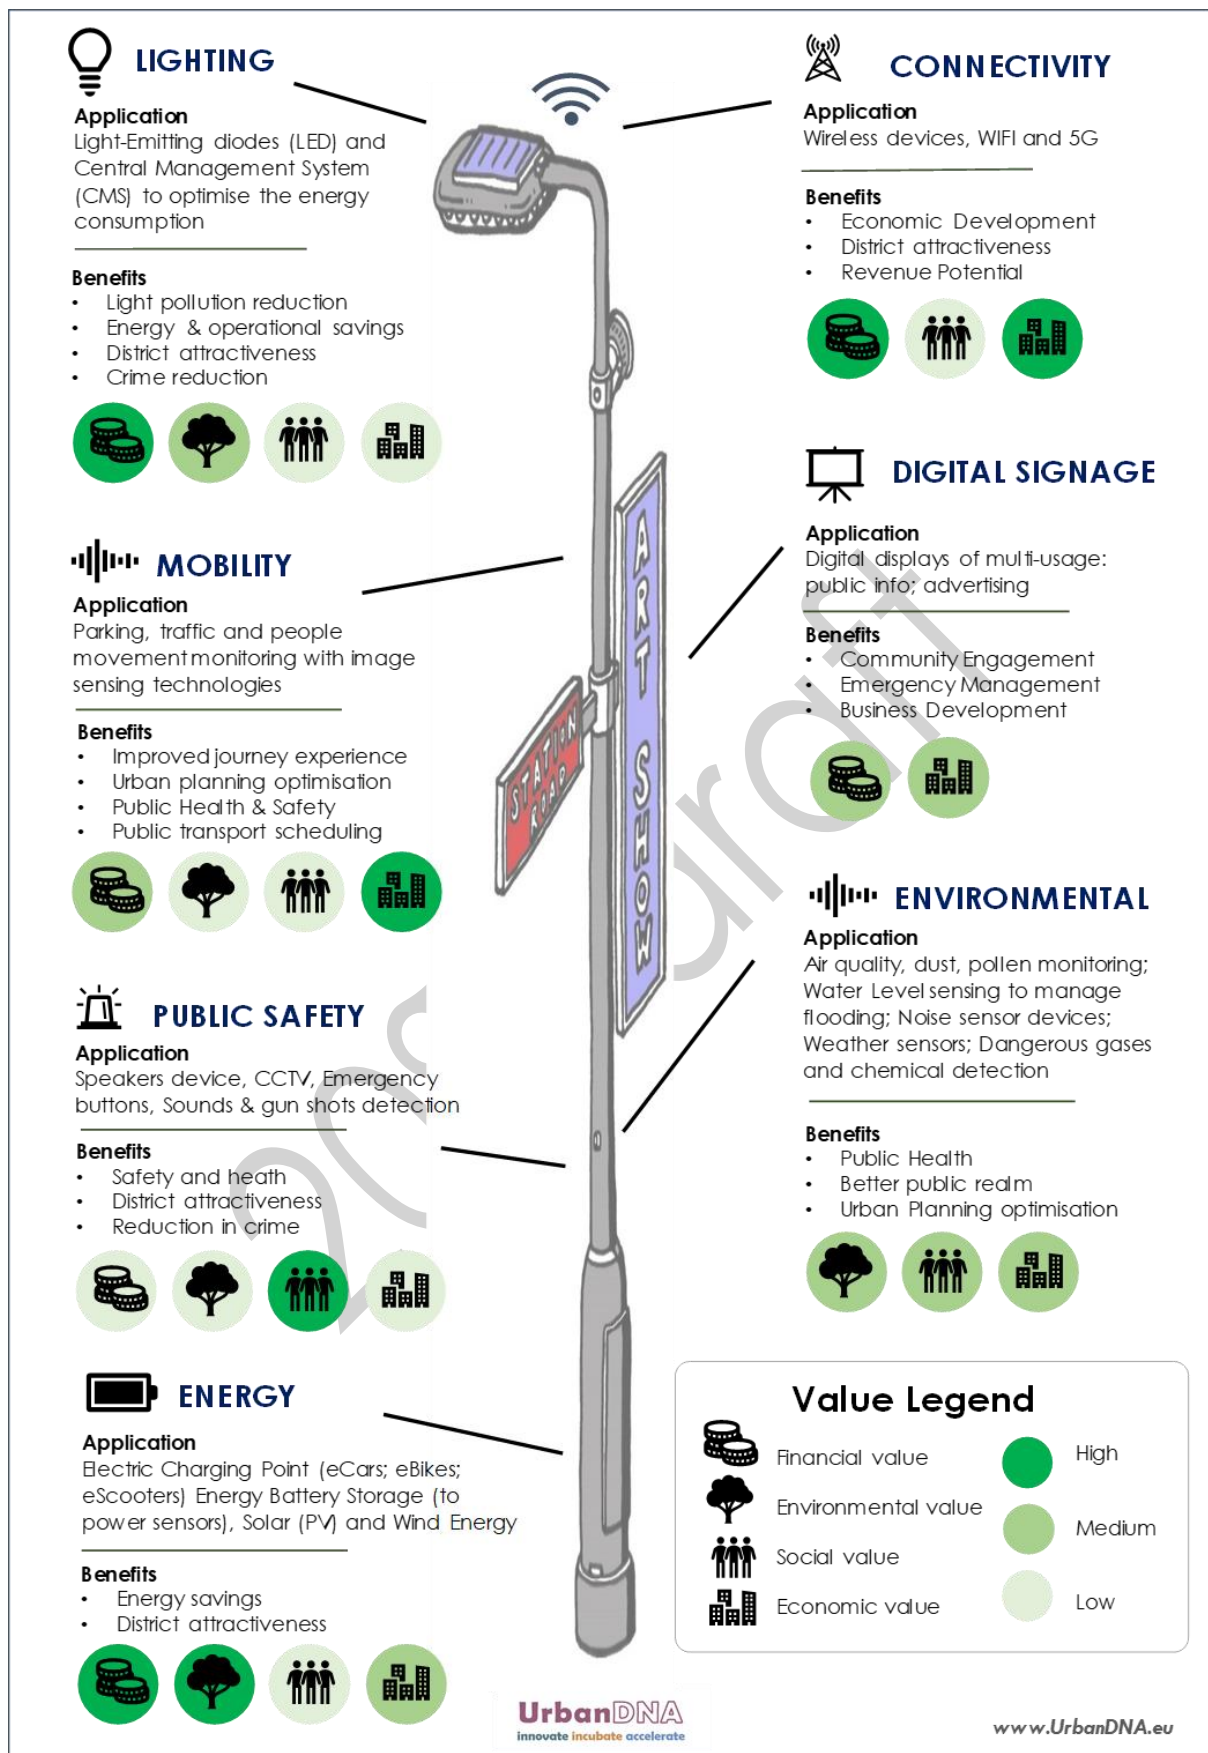 LIGHTING
Application
Light-Emitting diodes (LED) and
Central Management System
(CMS) to optimise the energy
consumption
Benefits
• Light pollution reduction
• Energy & operational savings
• District attractiveness
• Crime reduction
MOBILITY
Application
Parking, traffic and people
movement monitoring with image
sensing technologies
Benefits
• Improved journey experience
• Urban planning optimisation
• Public Health & Safety
• Public transport scheduling
PUBLIC SAFETY
Application
Speakers device, CCTV, Emergency
buttons, Sounds & gun shots detection
Benefits
• Safety and heath
• District attractiveness
• Reduction in crime
ENERGY
Application
Electric Charging Point (eCars; eBikes;
eScooters) Energy Battery Storage (to
power sensors), Solar (PV) and Wind Energy
Benefits
• Energy savings
• District attractiveness
STATION
ROAD
ART SHOW
CONNECTIVITY
Application
Wireless devices, WIFI and 5G
Benefits
• Economic Development
• District attractiveness
• Revenue Potential
DIGITAL SIGNAGE
Application
Digital displays of multi-usage:
public info; advertising
Benefits
• Community Engagement
• Emergency Management
• Business Development
ENVIRONMENTAL
Application
Air quality, dust, pollen monitoring;
Water Level sensing to manage
flooding; Noise sensor devices;
Weather sensors; Dangerous gases
and chemical detection
Benefits
• Public Health
• Better public realm
• Urban Planning optimisation
Value Legend
Financial value
Environmental value
Social value
Economic value
High
Medium
Low
UrbanDNA
innovate incubate accelerate
www.UrbanDNA.eu
draft